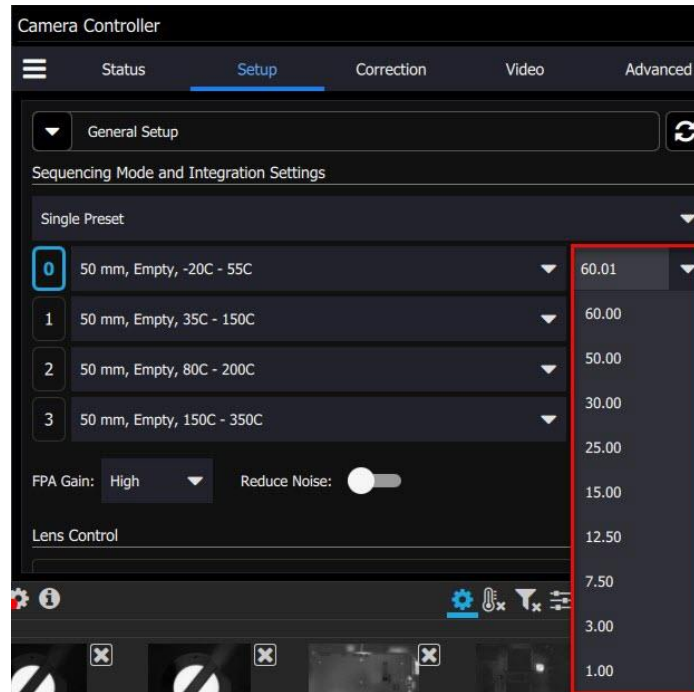 Camera Controller
Status Setup Correction Video Advanced
General Setup
Sequencing Mode and Integration Settings
Single Preset
0 50 mm, Empty, -20C - 55C 60.01
1 50 mm, Empty, 35C - 150C 60.00
2 50 mm, Empty, 80C - 200C 50.00
3 50 mm, Empty, 150C - 350C 30.00
25.00
FPA Gain: High Reduce Noise: 15.00
Lens Control 12.50
7.50
3.00
1.00